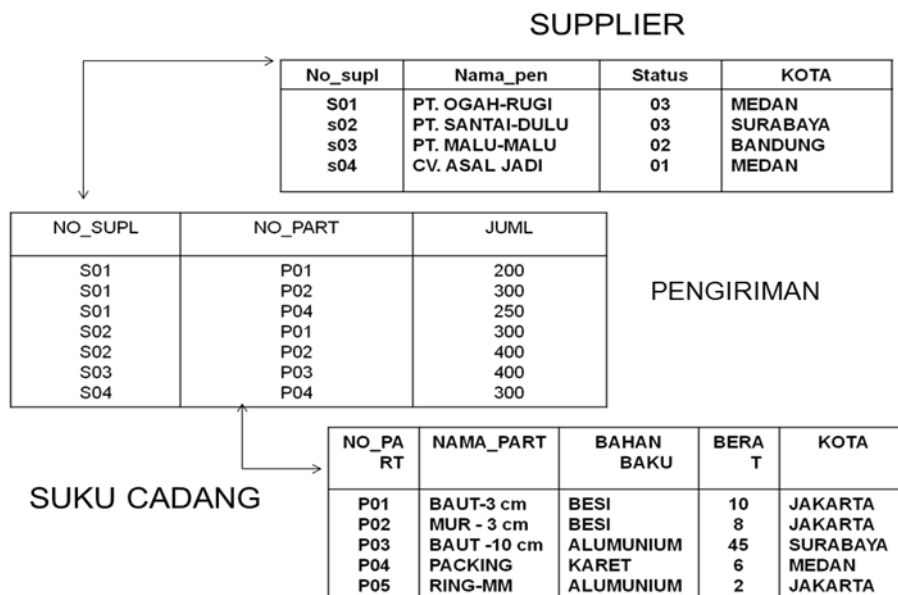 SUPPLIER
No_supl Nama_pen Status KOTA
S01 PT. OGAH-RUGI 03 MEDAN
s02 PT. SANTAI-DULU 03 SURABAYA
s03 PT. MALU-MALU 02 BANDUNG
s04 CV. ASAL JADI 01 MEDAN
NO_SUPL NO_PART JUML
S01 P01 200
S01 P02 300
S01 P04 250
S02 P01 300
S02 P02 400
S03 P03 400
S04 P04 300
PENGIRIMAN
SUKU CADANG
NO_PA NAMA_PART BAHAN BERA KOTA
RT BAKU T
P01 BAUT-3 cm BESI 10 JAKARTA
P02 MUR - 3 cm BESI 8 JAKARTA
P03 BAUT -10 cm ALUMUNIUM 45 SURABAYA
P04 PACKING KARET 6 MEDAN
P05 RING-MM ALUMUNIUM 2 JAKARTA